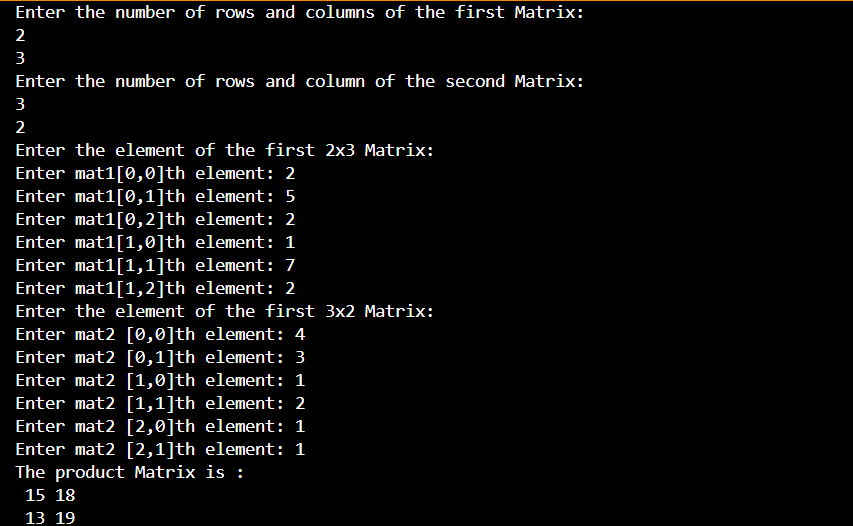 Enter the number of rows and columns of the first Matrix:
2
3
Enter the number of rows and column of the second Matrix:
3
2
Enter the element of the first 2x3 Matrix:
Enter mat1[0,0]th element: 2
Enter mat1[0,1]th element: 5
Enter mat1[0,2]th element: 2
Enter mat1[1,0]th element: 1
Enter mat1[1,1]th element: 7
Enter mat1[1,2]th element: 2
Enter the element of the first 3x2 Matrix:
Enter mat2 [0,0]th element: 4
Enter mat2 [0,1]th element: 3
Enter mat2 [1,0]th element: 1
Enter mat2 [1,1]th element: 2
Enter mat2 [2,0]th element: 1
Enter mat2 [2,1]th element: 1
The product Matrix is :
15 18
13 19